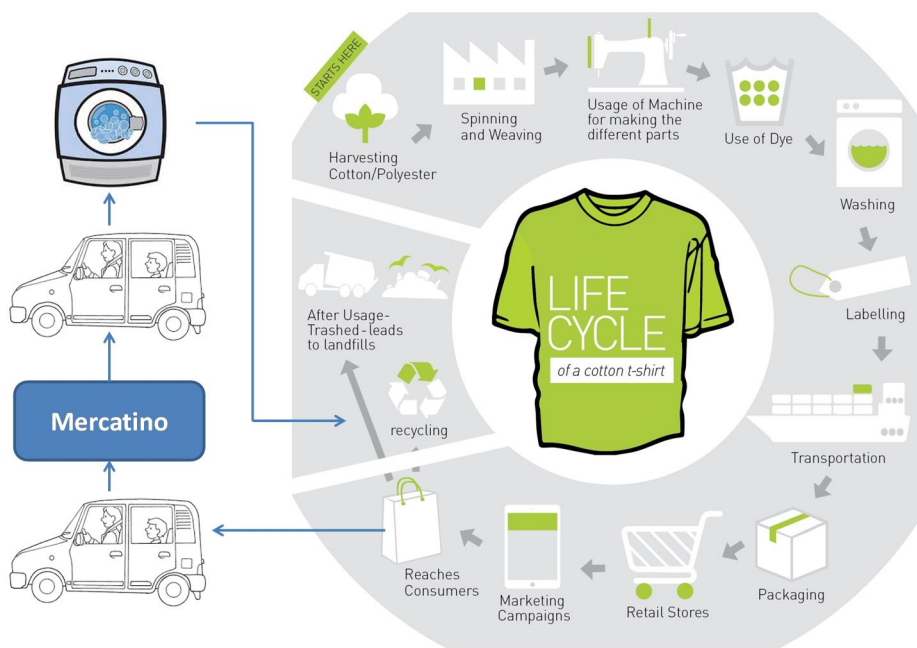 STARTS HERE
Harvesting
Cotton/Polyester
Spinning
and Weaving
Usage of Machine
for making the
different parts
Use of Dye
Washing
Labelling
Transportation
Packaging
Retail Stores
Marketing
Campaigns
Reaches
Consumers
recycling
After Usage-
Trashed-leads
to landfills
LIFE
CYCLE
of a cotton t-shirt
Mercatino